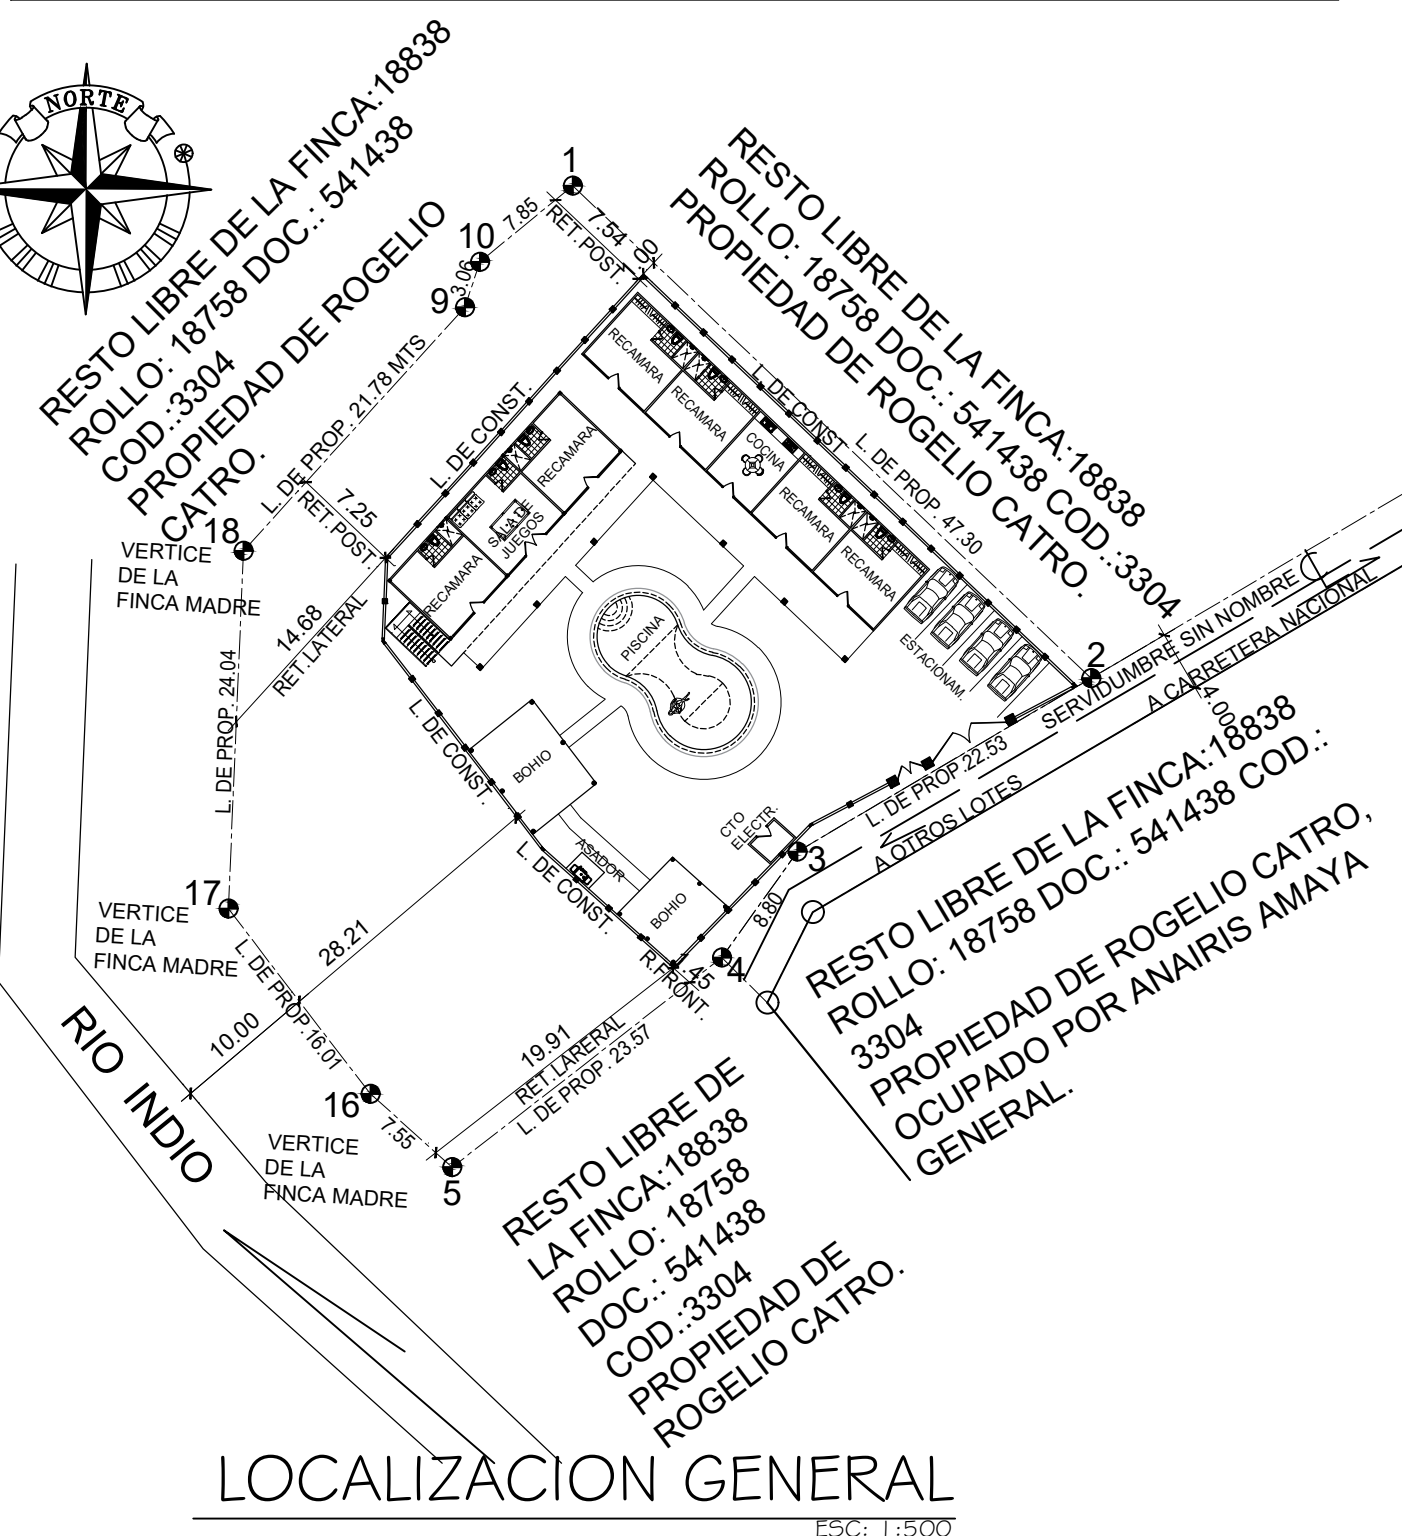 NORTE
RESTO LIBRE DE LA FINCA:18838
ROLLO: 18758 DOC.: 541438
COD.:3304
PROPIEDAD DE ROGELIO
CATRO.
RESTO LIBRE DE LA FINCA:18838
ROLLO: 18758 DOC.: 541438 COD.:3304
PROPIEDAD DE ROGELIO CATRO.
1
7.85
7.54
RET. POST.
10
3.06
9
L. DE PROP. 21.78 MTS
L. DE CONST.
7.25
RET. POST.
18
VERTICE
DE LA
FINCA MADRE
14.68
RET. LATERAL
L. DE PROP. 24.04
RECAMARA
RECAMARA
COCINA
RECAMARA
RECAMARA
L. DE CONST
L. DE PROP. 47.30
RECAMARA
SALA DE
JUEGOS
RECAMARA
PISCINA
ESTACIONAM.
2
SERVIDUMBRE SIN NOMBRE
A CARRETERA NACIONAL
4.00
L. DE CONST.
BOHIO
L. DE PROP.22.53
A OTROS LOTES
CTO
ELECTR.
3
8.80
ASADOR
L. DE CONST.
BOHIO
4
R.FRONT.
17
VERTICE
DE LA
FINCA MADRE
L. DE PROP.16.01
28.21
10.00
RIO INDIO
19.91
RET. LARERAL
L. DE PROP. 23.57
16
7.55
VERTICE
DE LA
FINCA MADRE
5
RESTO LIBRE DE LA FINCA:18838
ROLLO: 18758 DOC.: 541438 COD.:
3304
PROPIEDAD DE ROGELIO CATRO,
OCUPADO POR ANAIRIS AMAYA
GENERAL.
RESTO LIBRE DE
LA FINCA:18838
ROLLO: 18758
DOC.: 541438
COD.:3304
PROPIEDAD DE
ROGELIO CATRO.
LOCALIZACION GENERAL
ESC: 1:500